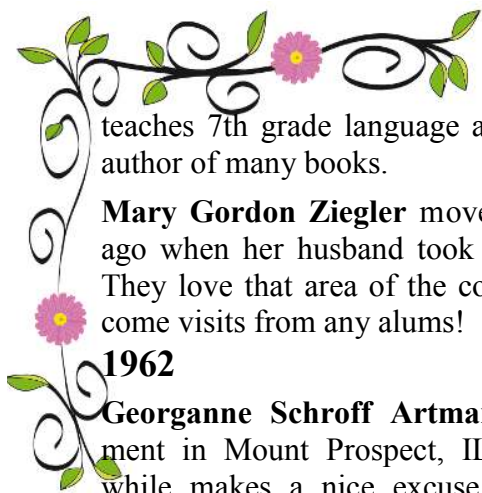 teaches 7th grade language a
author of many books.
Mary Gordon Ziegler move
ago when her husband took
They love that area of the co
come visits from any alums!
1962
Georganne Schroff Artma
ment in Mount Prospect, IL
while makes a nice excuse